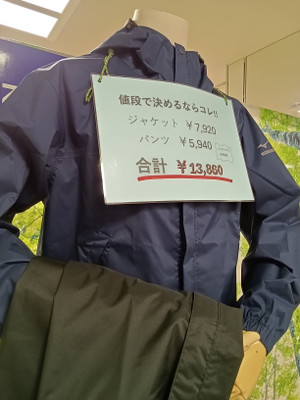 値段で決めるならコレ!!
ジャケット ¥7,920
パンツ ¥5,940
合計 ¥13,860